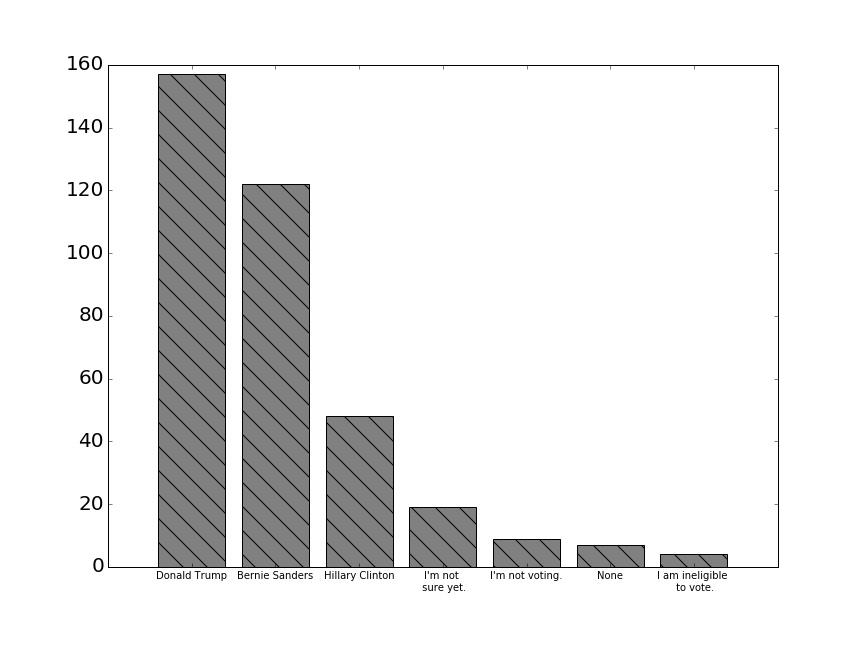 160
140
120
100
80
60
40
20
0
Donald Trump
Bernie Sanders
Hillary Clinton
I'm not
sure yet.
I'm not voting.
None
I am ineligible
to vote.